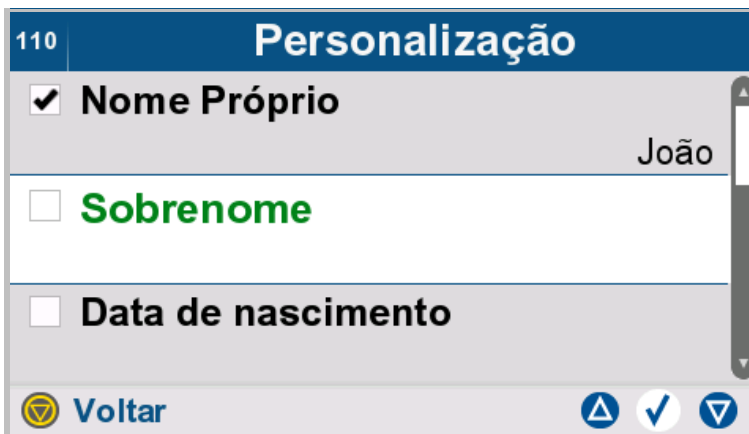 110
Personalização
Nome Próprio
João
Sobrenome
Data de nascimento
Voltar